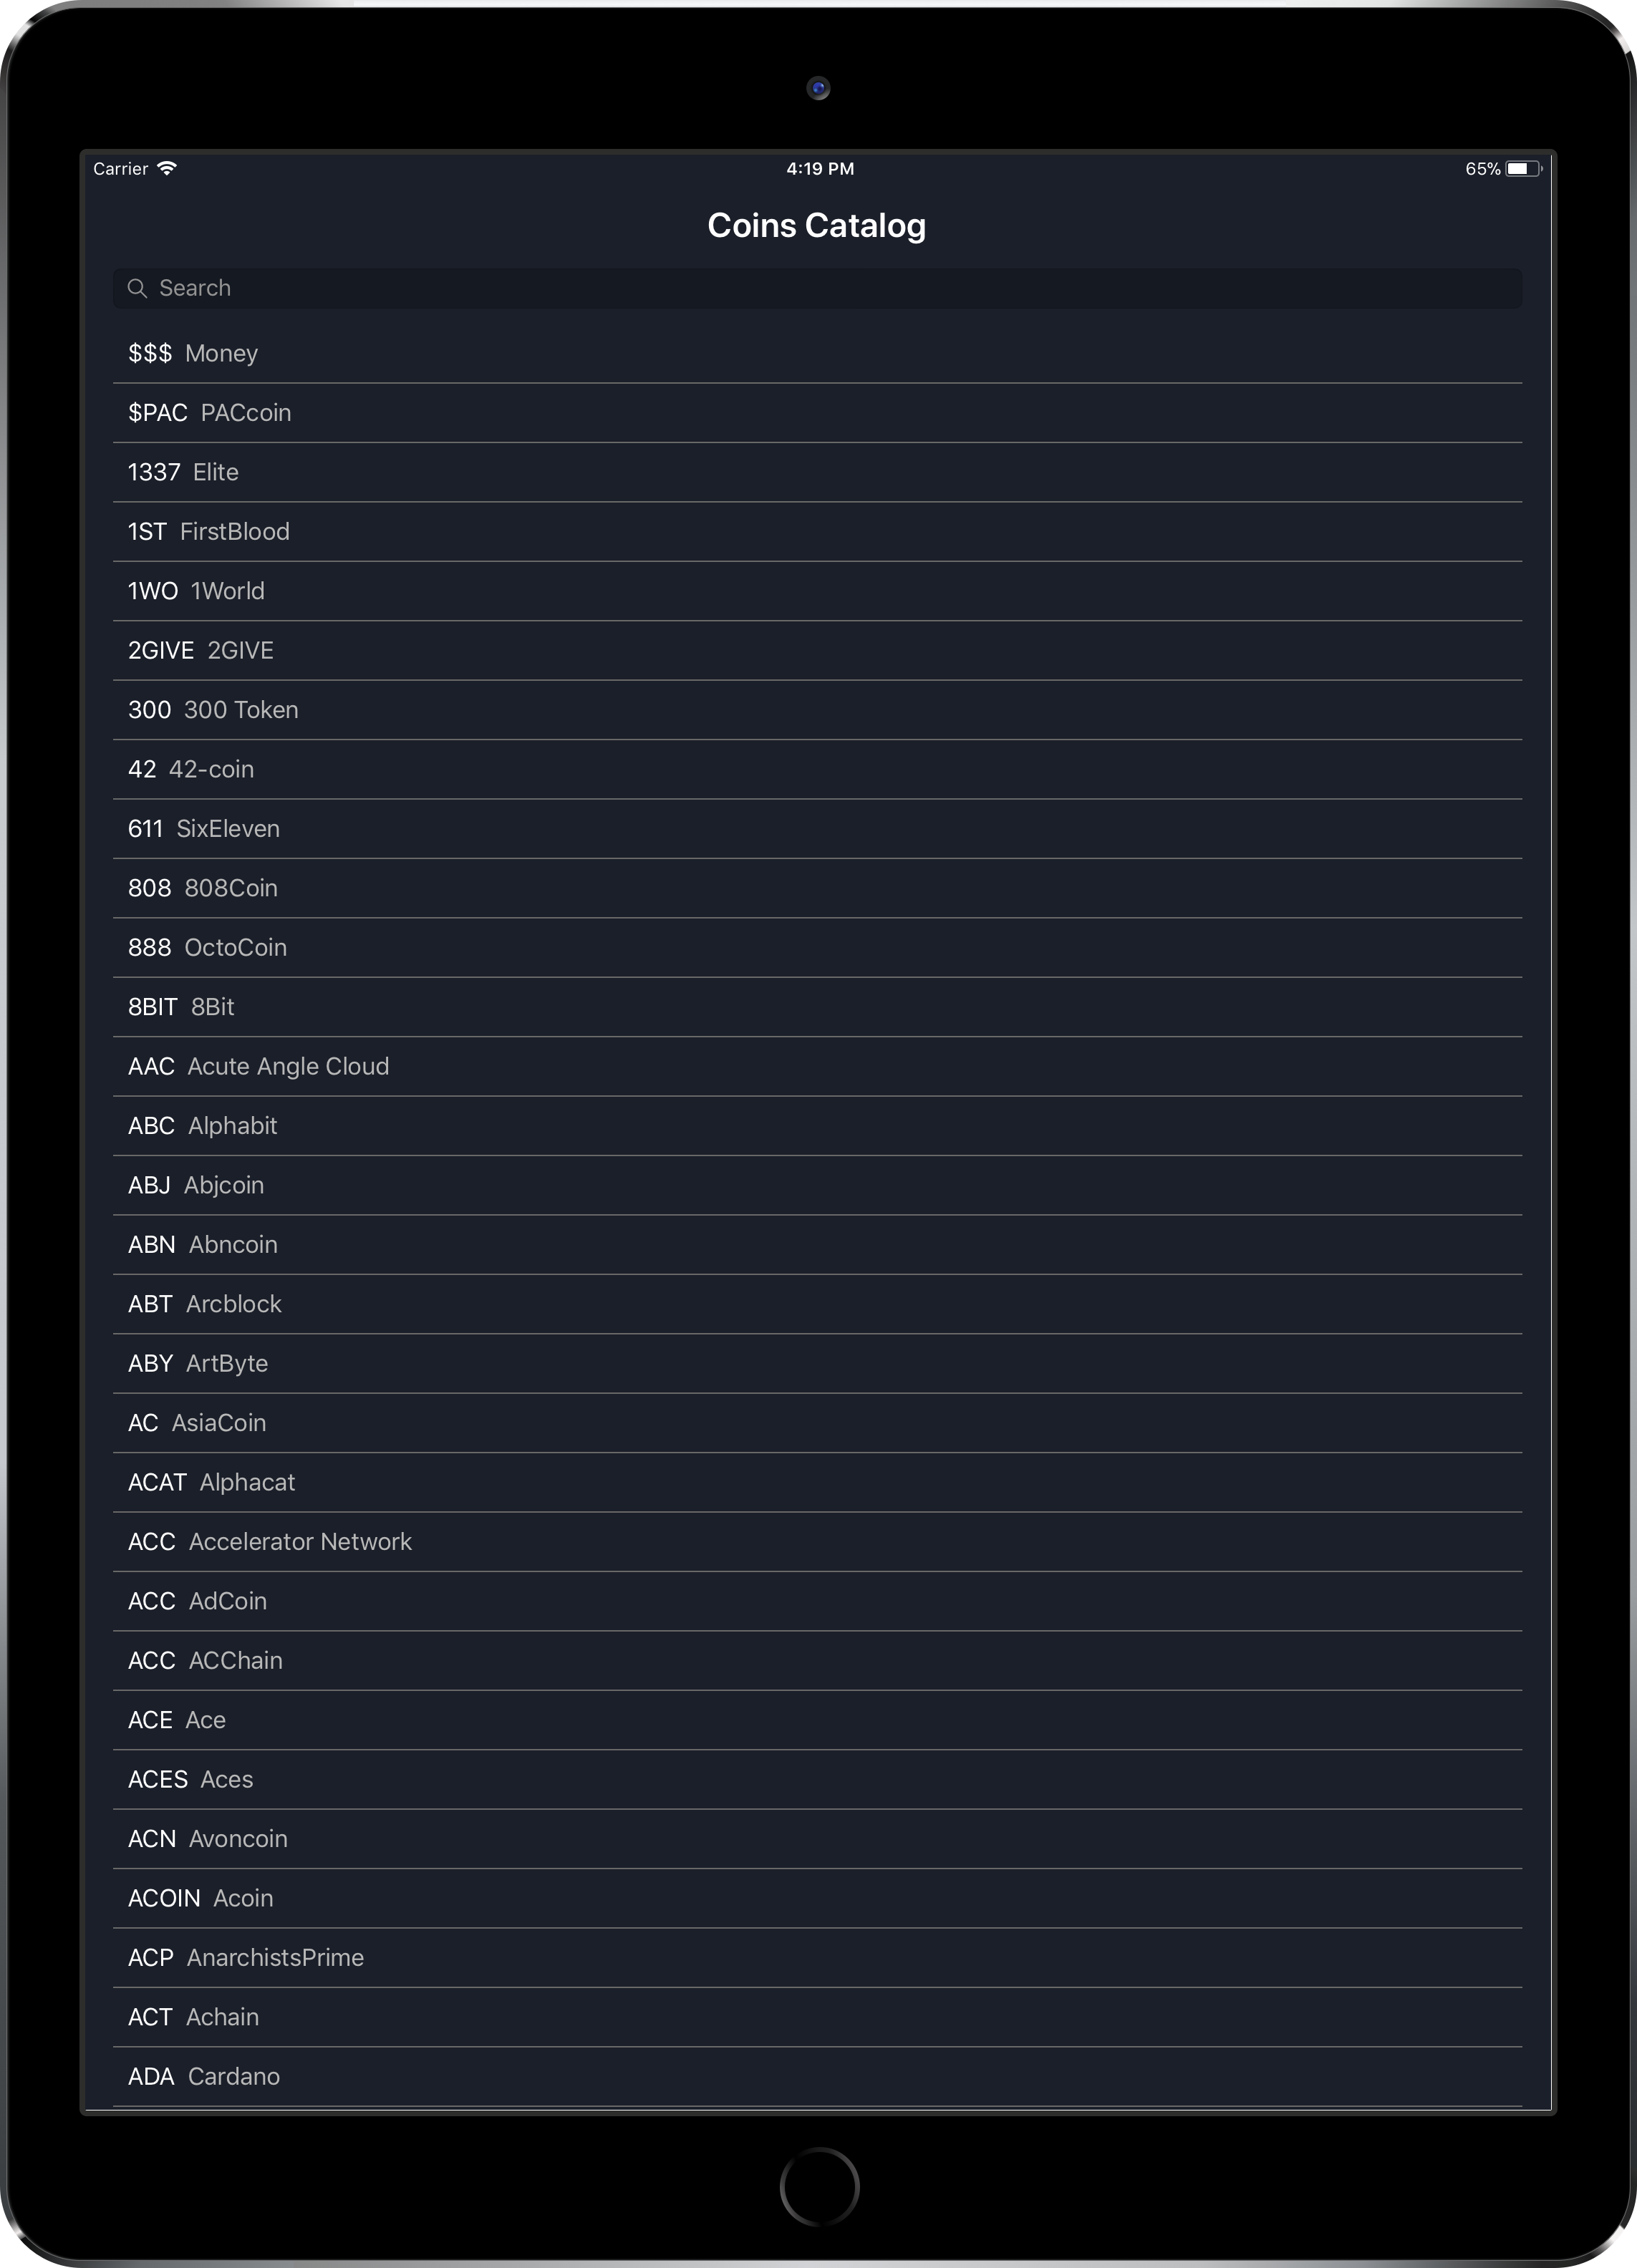 Carrier 4:19 PM 65%
Coins Catalog
Search
$$$ Money
$PAC PACcoin
1337 Elite
1ST FirstBlood
1WO 1World
2GIVE 2GIVE
300 300 Token
42 42-coin
611 SixEleven
808 808Coin
888 OctoCoin
8BIT 8Bit
AAC Acute Angle Cloud
ABC Alphabit
ABJ Abjcoin
ABN Abncoin
ABT Arcblock
ABY ArtByte
AC AsiaCoin
ACAT Alphacat
ACC Accelerator Network
ACC AdCoin
ACC ACChain
ACE Ace
ACES Aces
ACN Avoncoin
ACOIN Acoin
ACP AnarchistsPrime
ACT Achain
ADA Cardano